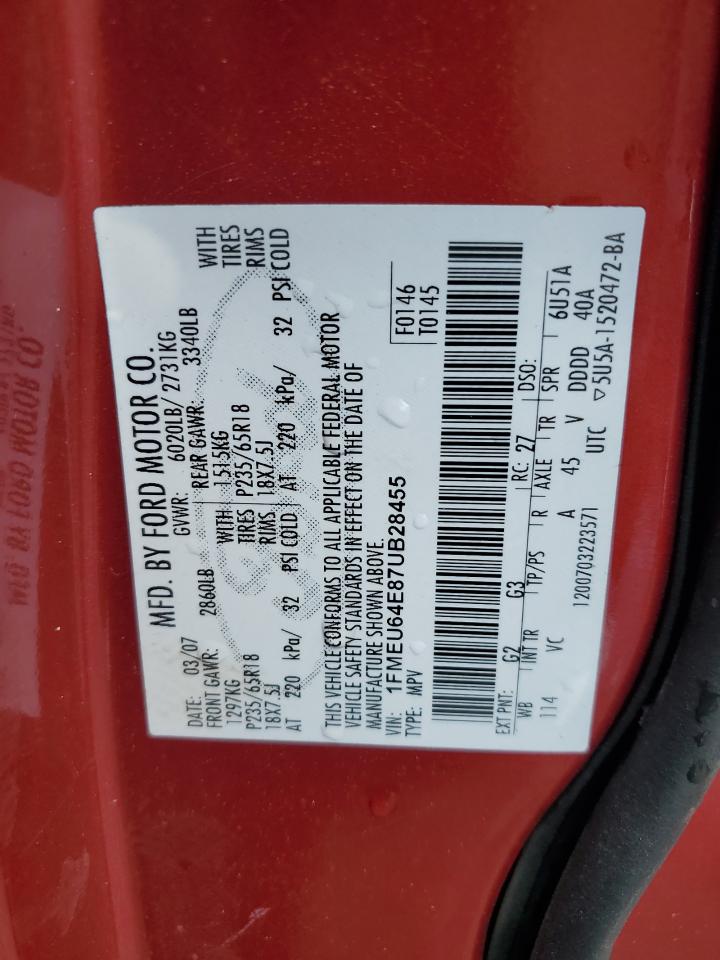 MFD. BY FORD MOTOR CO.
DATE: 03/07 GVWR: 6020LB/ 2731KG
FRONT GAWR: 2860LB REAR GAWR: 3340LB
1297KG WITH 1515KG WITH
P235/65R18 TIRES P235/65R18 TIRES
18X7.5J RIMS 18X7.5J RIMS
AT 220 kPa/ 32 PSI COLD AT 220 kPa/ 32 PSI COLD
THIS VEHICLE CONFORMS TO ALL APPLICABLE FEDERAL MOTOR
VEHICLE SAFETY STANDARDS IN EFFECT ON THE DATE OF
MANUFACTURE SHOWN ABOVE.
VIN: 1FMEU64E87UB28455
TYPE: MPV
F0146
T0145
EXT PNT: G2 G3 RC: 27 DSO:
WB INT TR TP/PS R AXLE TR SPR 6U51A
114 VC A 45 V DDDD 40A
1200703223571 UTC ▽5U5A-1520472-BA